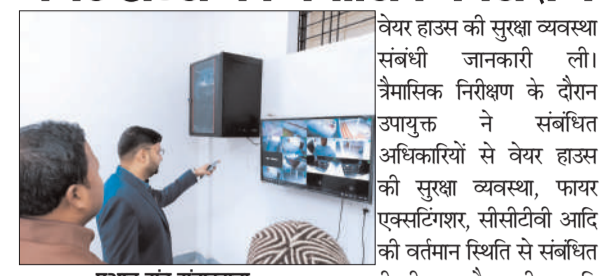 वेयर हाउस की सुरक्षा व्यवस्था
संबंधी जानकारी ली।
त्रैमासिक निरीक्षण के दौरान
उपायुक्त ने संबंधित
अधिकारियों से वेयर हाउस
की सुरक्षा व्यवस्था, फायर
एक्सटिंगशर, सीसीटीवी आदि
की वर्तमान स्थिति से संबंधित